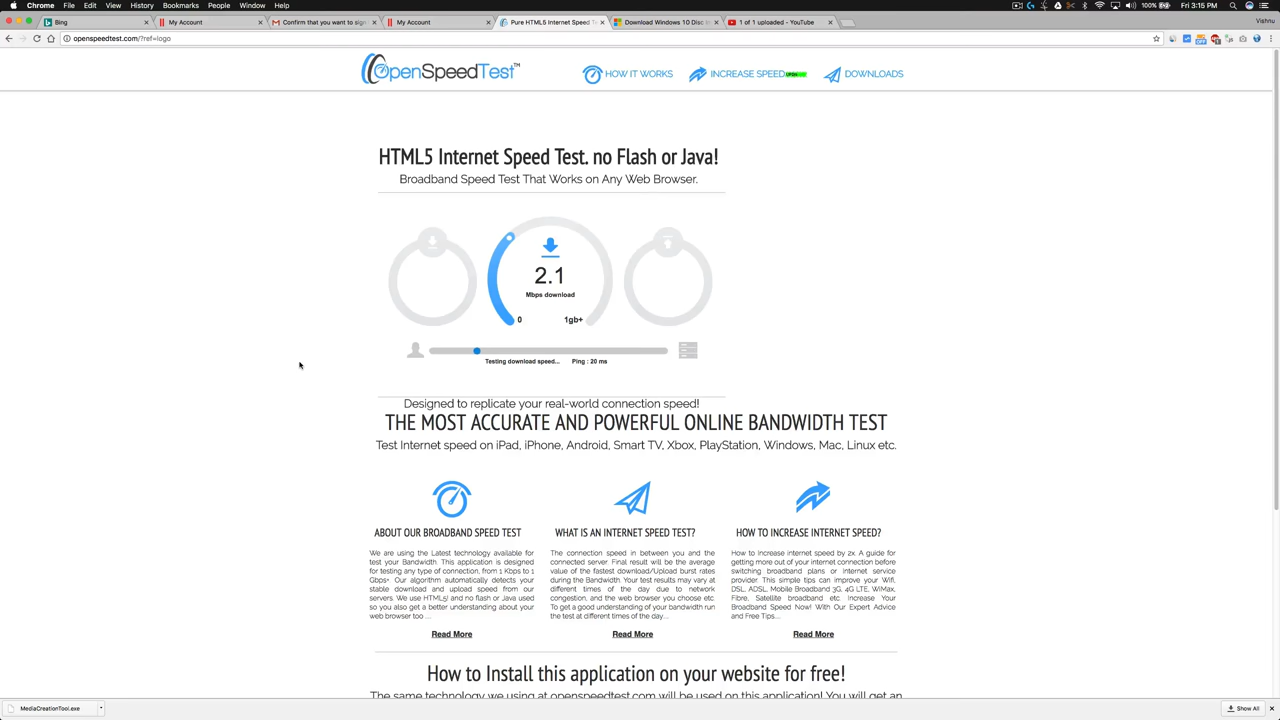 Chrome File Edit View History Bookmarks People Window Help
100% Fri 3:15 PM
Bing
My Account
Confirm that you want to sig
My Account
Pure HTML5 Internet Speed Te
Download Windows 10 Disc I
1 of 1 uploaded - YouTube
Vishnu
openspeedtest.com/?ref=logo
OpenSpeedTest™
HOW IT WORKS
INCREASE SPEED
DOWNLOADS
HTML5 Internet Speed Test. no Flash or Java!
Broadband Speed Test That Works on Any Web Browser.
2.1
Mbps download
0
1gb+
Testing download speed...
Ping : 20 ms
Designed to replicate your real-world connection speed!
THE MOST ACCURATE AND POWERFUL ONLINE BANDWIDTH TEST
Test Internet speed on iPad, iPhone, Android, Smart TV, Xbox, PlayStation, Windows, Mac, Linux etc.
ABOUT OUR BROADBAND SPEED TEST
We are using the Latest technology available for
test your Bandwidth. This application is designed
for testing any type of connection, from 1 Kbps to 1
Gbps+. Our algorithm automatically detects your
stable download and upload speed from our
servers. We use HTML5! and no flash or Java used
so you also get a better understanding about your
web browser too ...
Read More
WHAT IS AN INTERNET SPEED TEST?
The connection speed in between you and the
connected server. Final result will be the average
value of the fastest download/Upload burst rates
during the Bandwidth. Your test results may vary at
different times of the day due to network
congestion, and the web browser you choose etc.
To get a good understanding of your bandwidth run
the test at different times of the day...
Read More
HOW TO INCREASE INTERNET SPEED?
How to Increase internet speed by 2x. A guide for
getting more out of your internet connection before
switching broadband plans or Internet service
provider. This simple tips can improve your Wifi,
DSL, ADSL, Mobile Broadband 3G, 4G LTE, WiMax,
Fibre, Satellite broadband etc. Increase Your
Broadband Speed Now! With Our Expert Advice
and Free Tips...
Read More
How to Install this application on your website for free!
The same technology we using at openspeedtest.com will be used on this application! You will get an
MediaCreationTool.exe
Show All